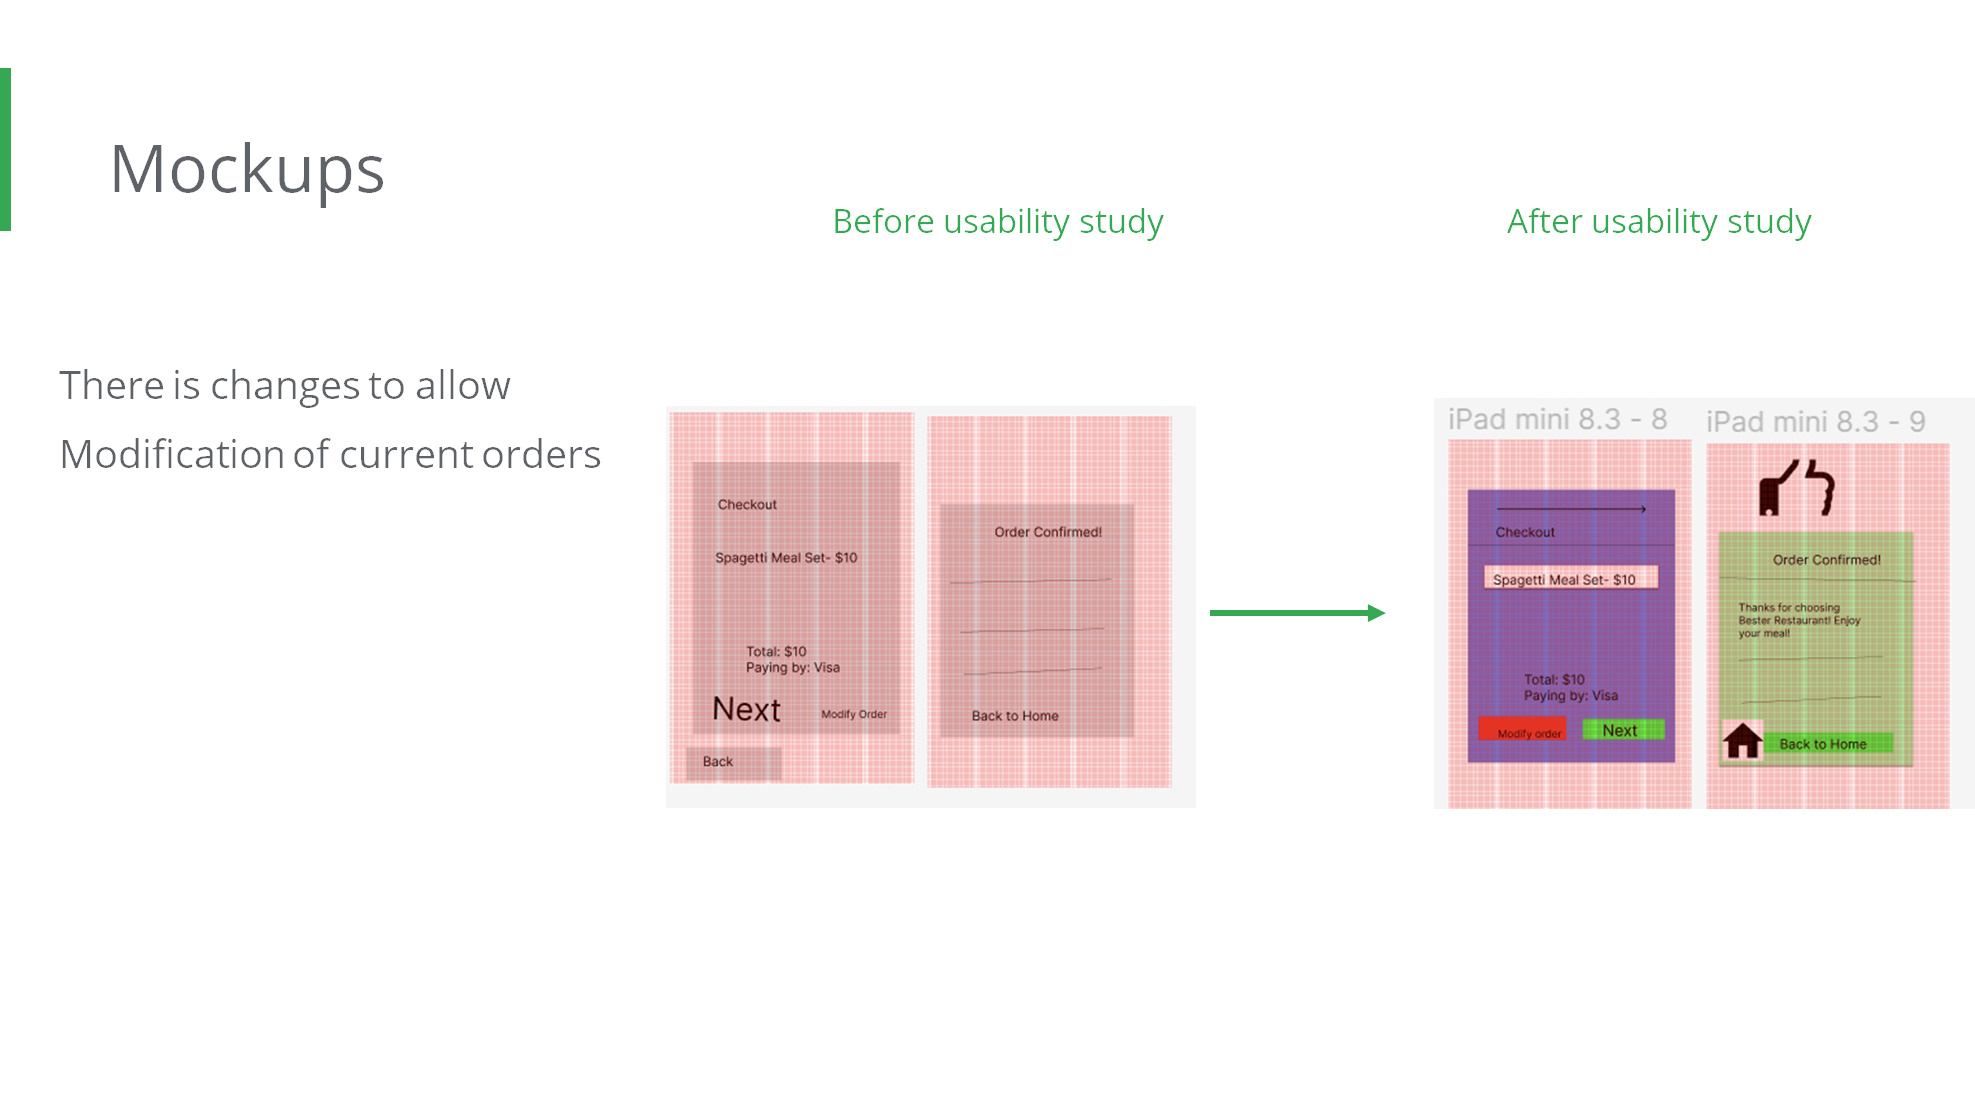 Mockups
Before usability study
After usability study
There is changes to allow
Modification of current orders
Checkout
Spagetti Meal Set- $10
Total: $10
Paying by: Visa
Next
Modify Order
Back
Order Confirmed!
Back to Home
iPad mini 8.3 - 8
Checkout
Spagetti Meal Set- $10
Total: $10
Paying by: Visa
Modify order
Next
iPad mini 8.3 - 9
Order Confirmed!
Thanks for choosing
Bester Restaurant! Enjoy
your meal!
Back to Home